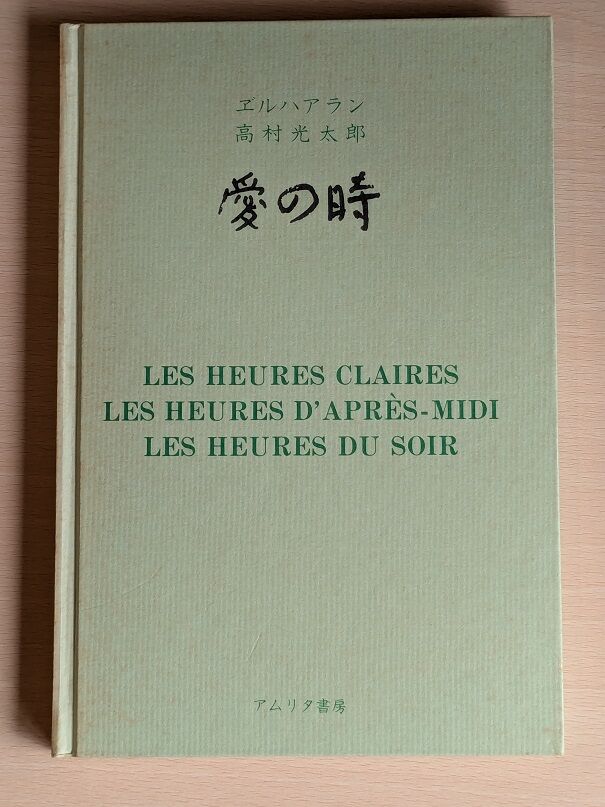 ヱルハアラン
高村光太郎
愛の時
LES HEURES CLAIRES
LES HEURES D'APRÈS-MIDI
LES HEURES DU SOIR
アムリタ書房